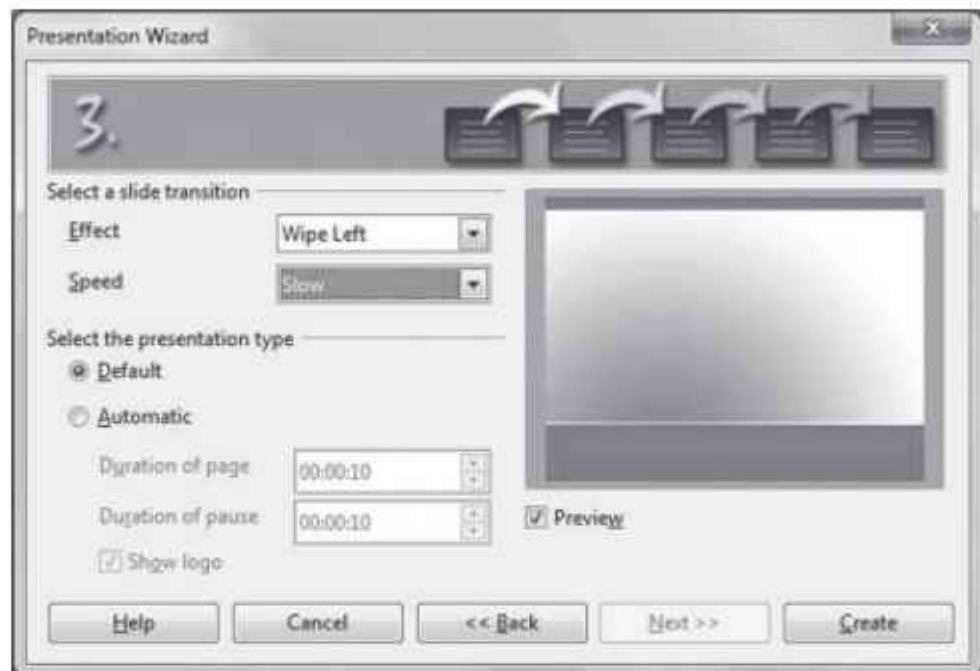 Presentation Wizard
3.
Select a slide transition
Effect Wipe Left
Speed Slow
Select the presentation type
Default
Automatic
Duration of page 00:00:10
Duration of pause 00:00:10
Show logo
Preview
Help Cancel << Back Next >> Create